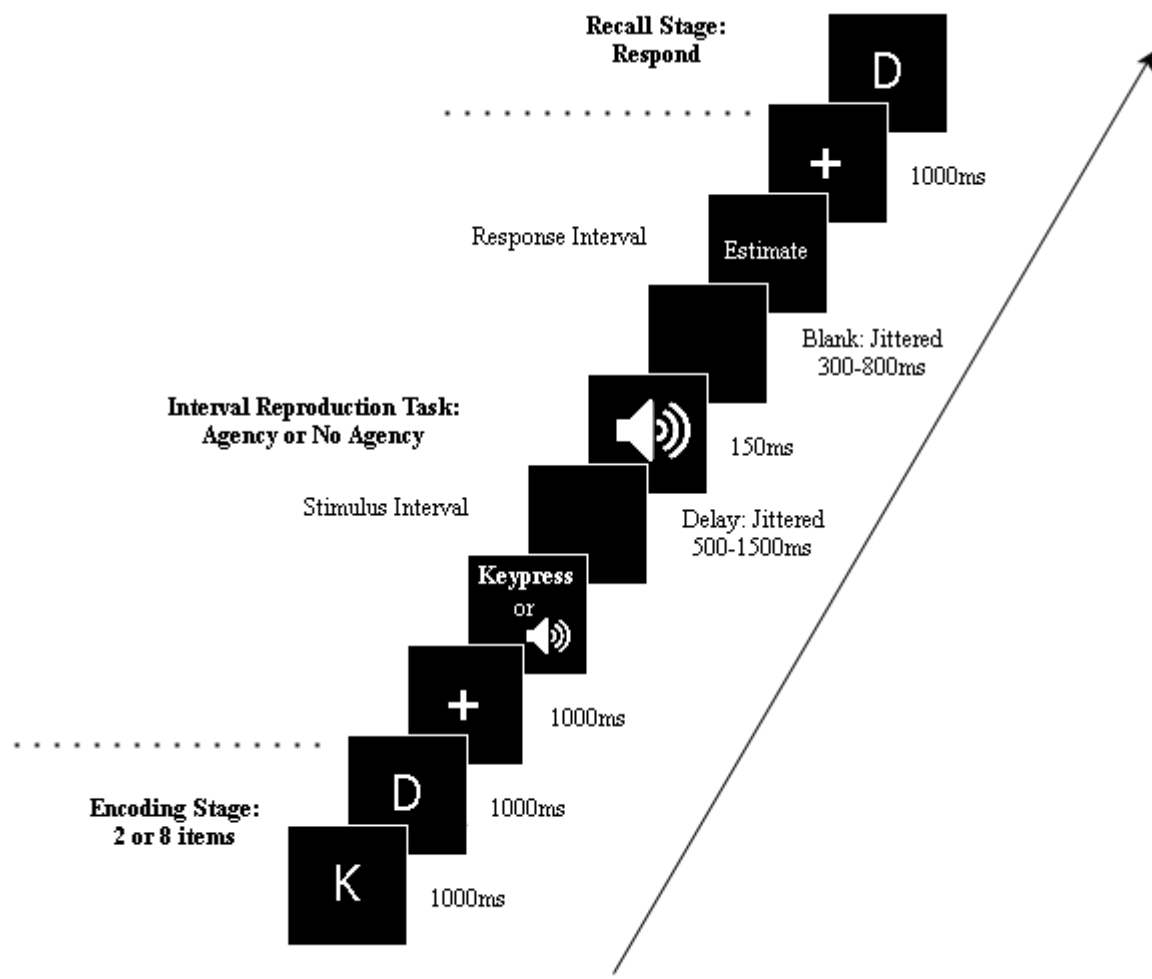 Recall Stage:
Respond
D
+
1000ms
Response Interval
Estimate
Blank: Jittered
300-800ms
Interval Reproduction Task:
Agency or No Agency
150ms
Stimulus Interval
Delay: Jittered
500-1500ms
Keypress
or
+
1000ms
D
Encoding Stage:
2 or 8 items
1000ms
K
1000ms